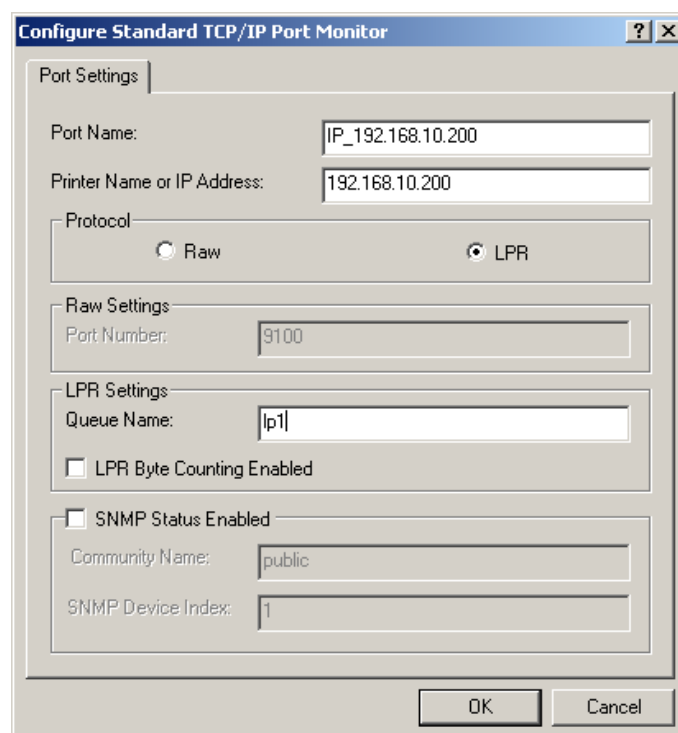 Configure Standard TCP/IP Port Monitor
Port Settings
Port Name: IP_192.168.10.200
Printer Name or IP Address: 192.168.10.200
Protocol
Raw LPR
Raw Settings
Port Number: 9100
LPR Settings
Queue Name: lp1
LPR Byte Counting Enabled
SNMP Status Enabled
Community Name: public
SNMP Device Index: 1
OK Cancel